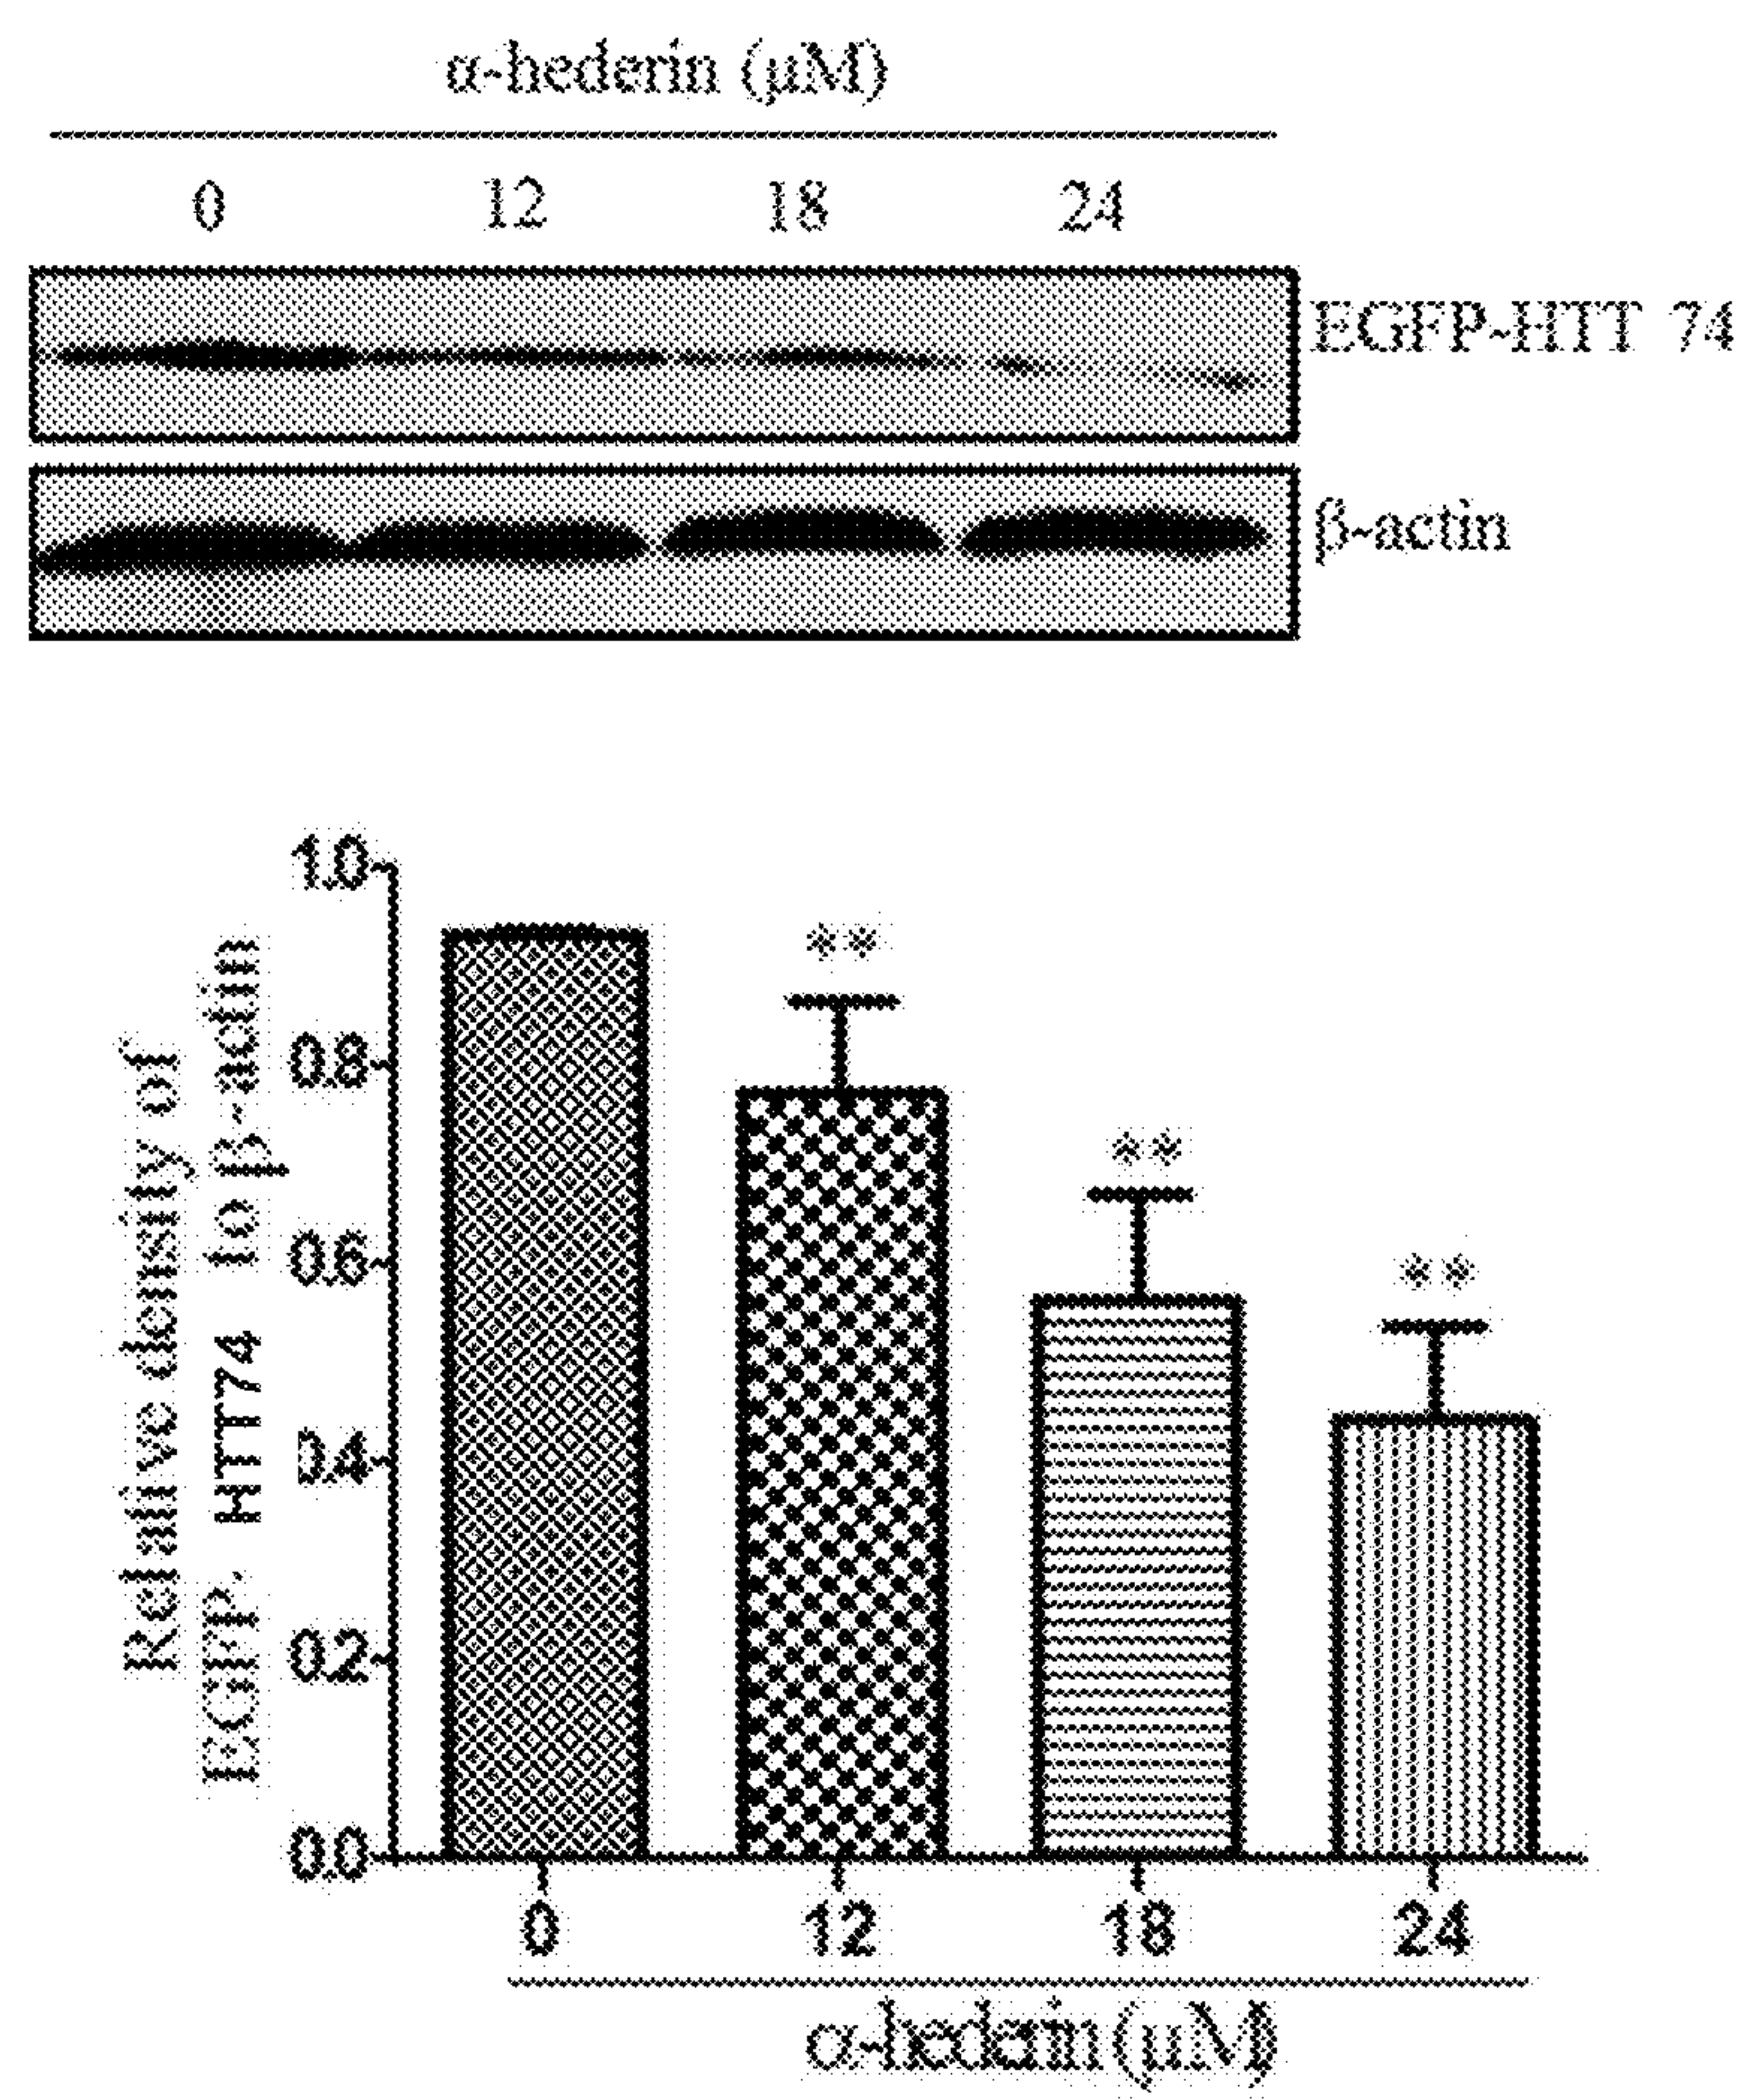 α-hederin (μM)
0 12 18 24
EGFP-HTT 74
β-actin
Relative density of
EGFP- HTT74 to β-actin
1.0
0.8
0.6
0.4
0.2
0.0
**
**
**
0 12 18 24
α-hederin (μM)